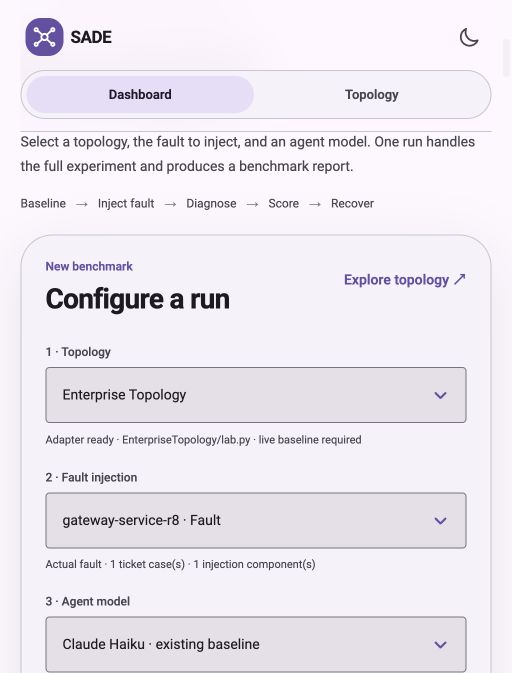 SADE
Dashboard
Topology
Select a topology, the fault to inject, and an agent model. One run handles
the full experiment and produces a benchmark report.
Baseline → Inject fault → Diagnose → Score → Recover
New benchmark
Explore topology ↗
Configure a run
1 · Topology
Enterprise Topology
Adapter ready · EnterpriseTopology/lab.py · live baseline required
2 · Fault injection
gateway-service-r8 · Fault
Actual fault · 1 ticket case(s) · 1 injection component(s)
3 · Agent model
Claude Haiku · existing baseline